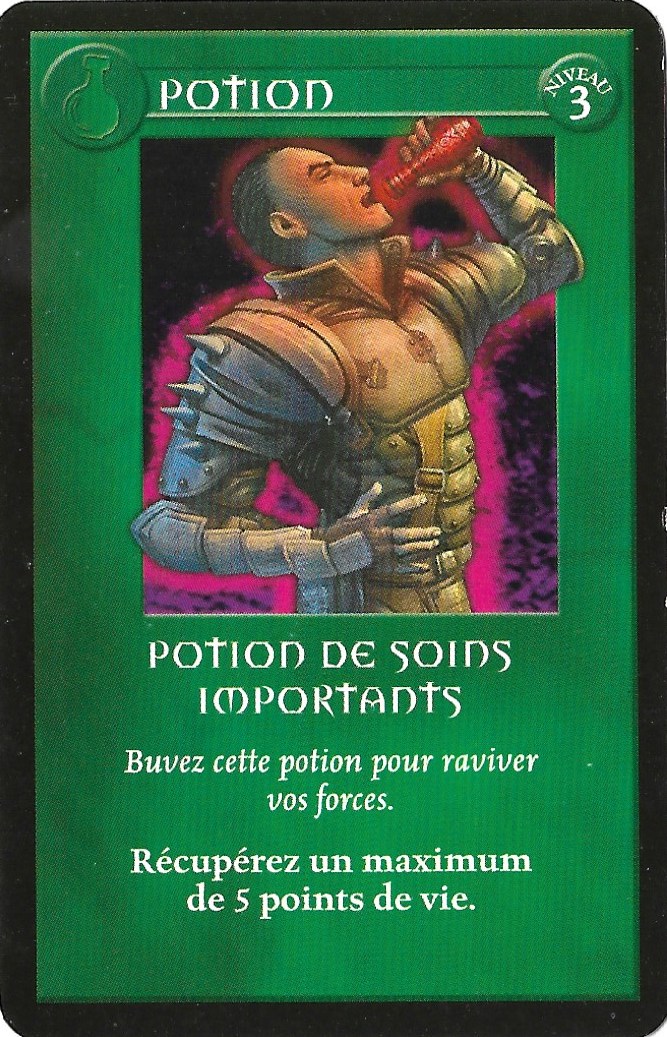 POTION
NIVEAU
3
POTION DE SOINS
IMPORTANTS
Buvez cette potion pour raviver
vos forces.
Récupérez un maximum
de 5 points de vie.